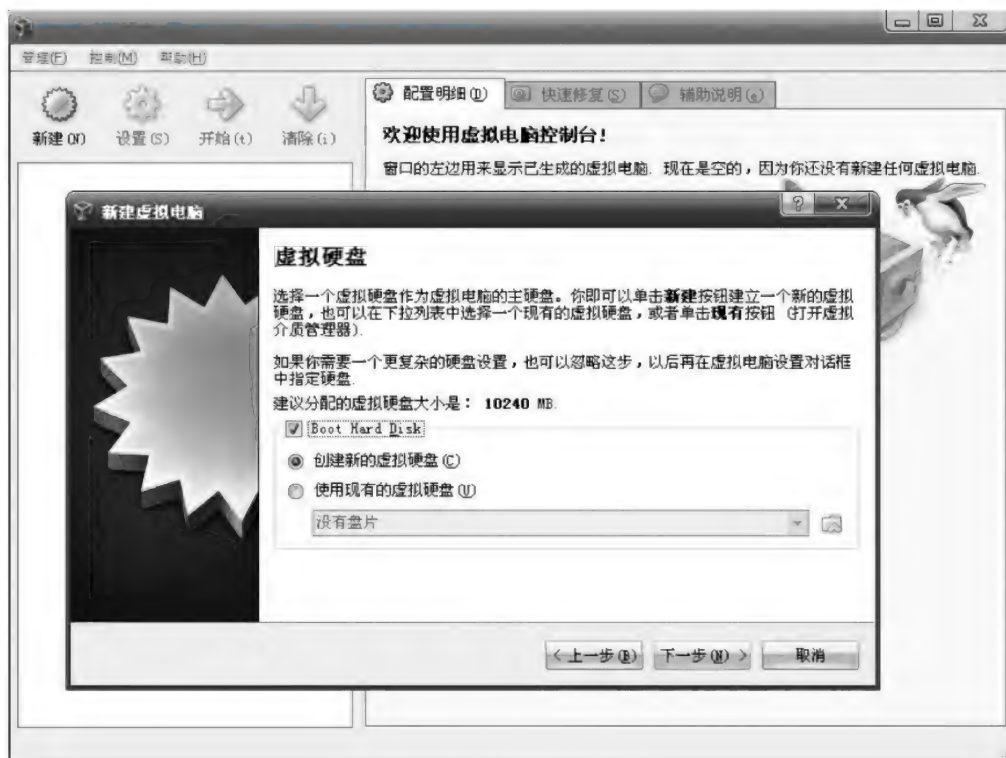 管理(F) 控制(M) 帮助(H)
新建(N) 设置(S) 开始(t) 清除(i)
配置明细(D) 快速修复(S) 辅助说明(e)
欢迎使用虚拟电脑控制台!
窗口的左边用来显示已生成的虚拟电脑. 现在是空的，因为你还没有新建任何虚拟电脑.
新建虚拟电脑
虚拟硬盘
选择一个虚拟硬盘作为虚拟电脑的主硬盘。你即可以单击新建按钮建立一个新的虚拟
硬盘，也可以在下拉列表中选择一个现有的虚拟硬盘，或者单击现有按钮 (打开虚拟
介质管理器).
如果你需要一个更复杂的硬盘设置，也可以忽略这步，以后再在虚拟电脑设置对话框
中指定硬盘.
建议分配的虚拟硬盘大小是： 10240 MB.
Boot Hard Disk
创建新的虚拟硬盘(C)
使用现有的虚拟硬盘(U)
没有盘片
< 上一步(B) 下一步(N) > 取消